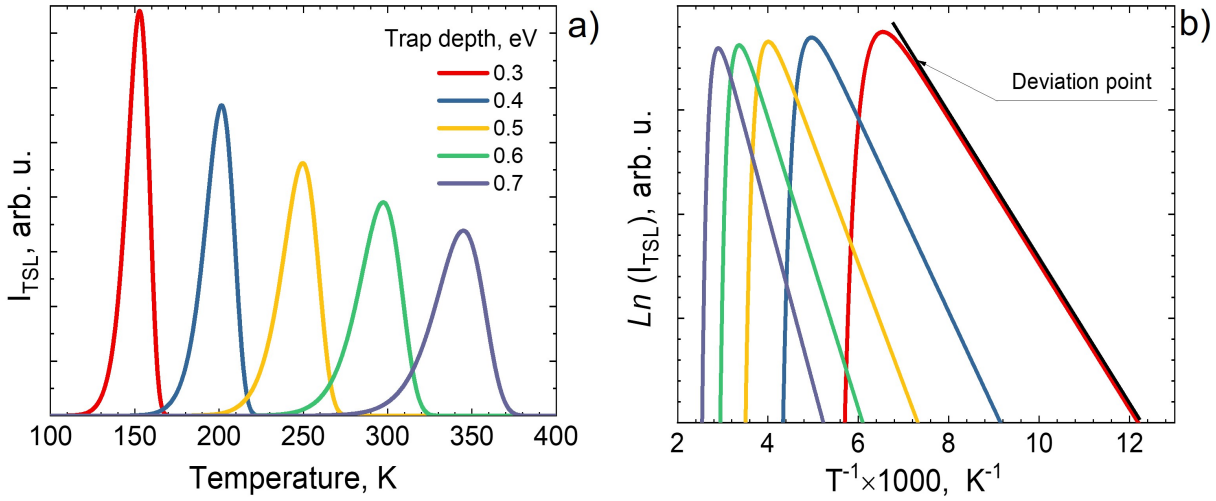 a)
Trap depth, eV
0.3
0.4
0.5
0.6
0.7
I_TSL, arb. u.
100 150 200 250 300 350 400
Temperature, K
b)
Deviation point
Ln (I_TSL), arb. u.
2 4 6 8 10 12
T⁻¹×1000, K⁻¹